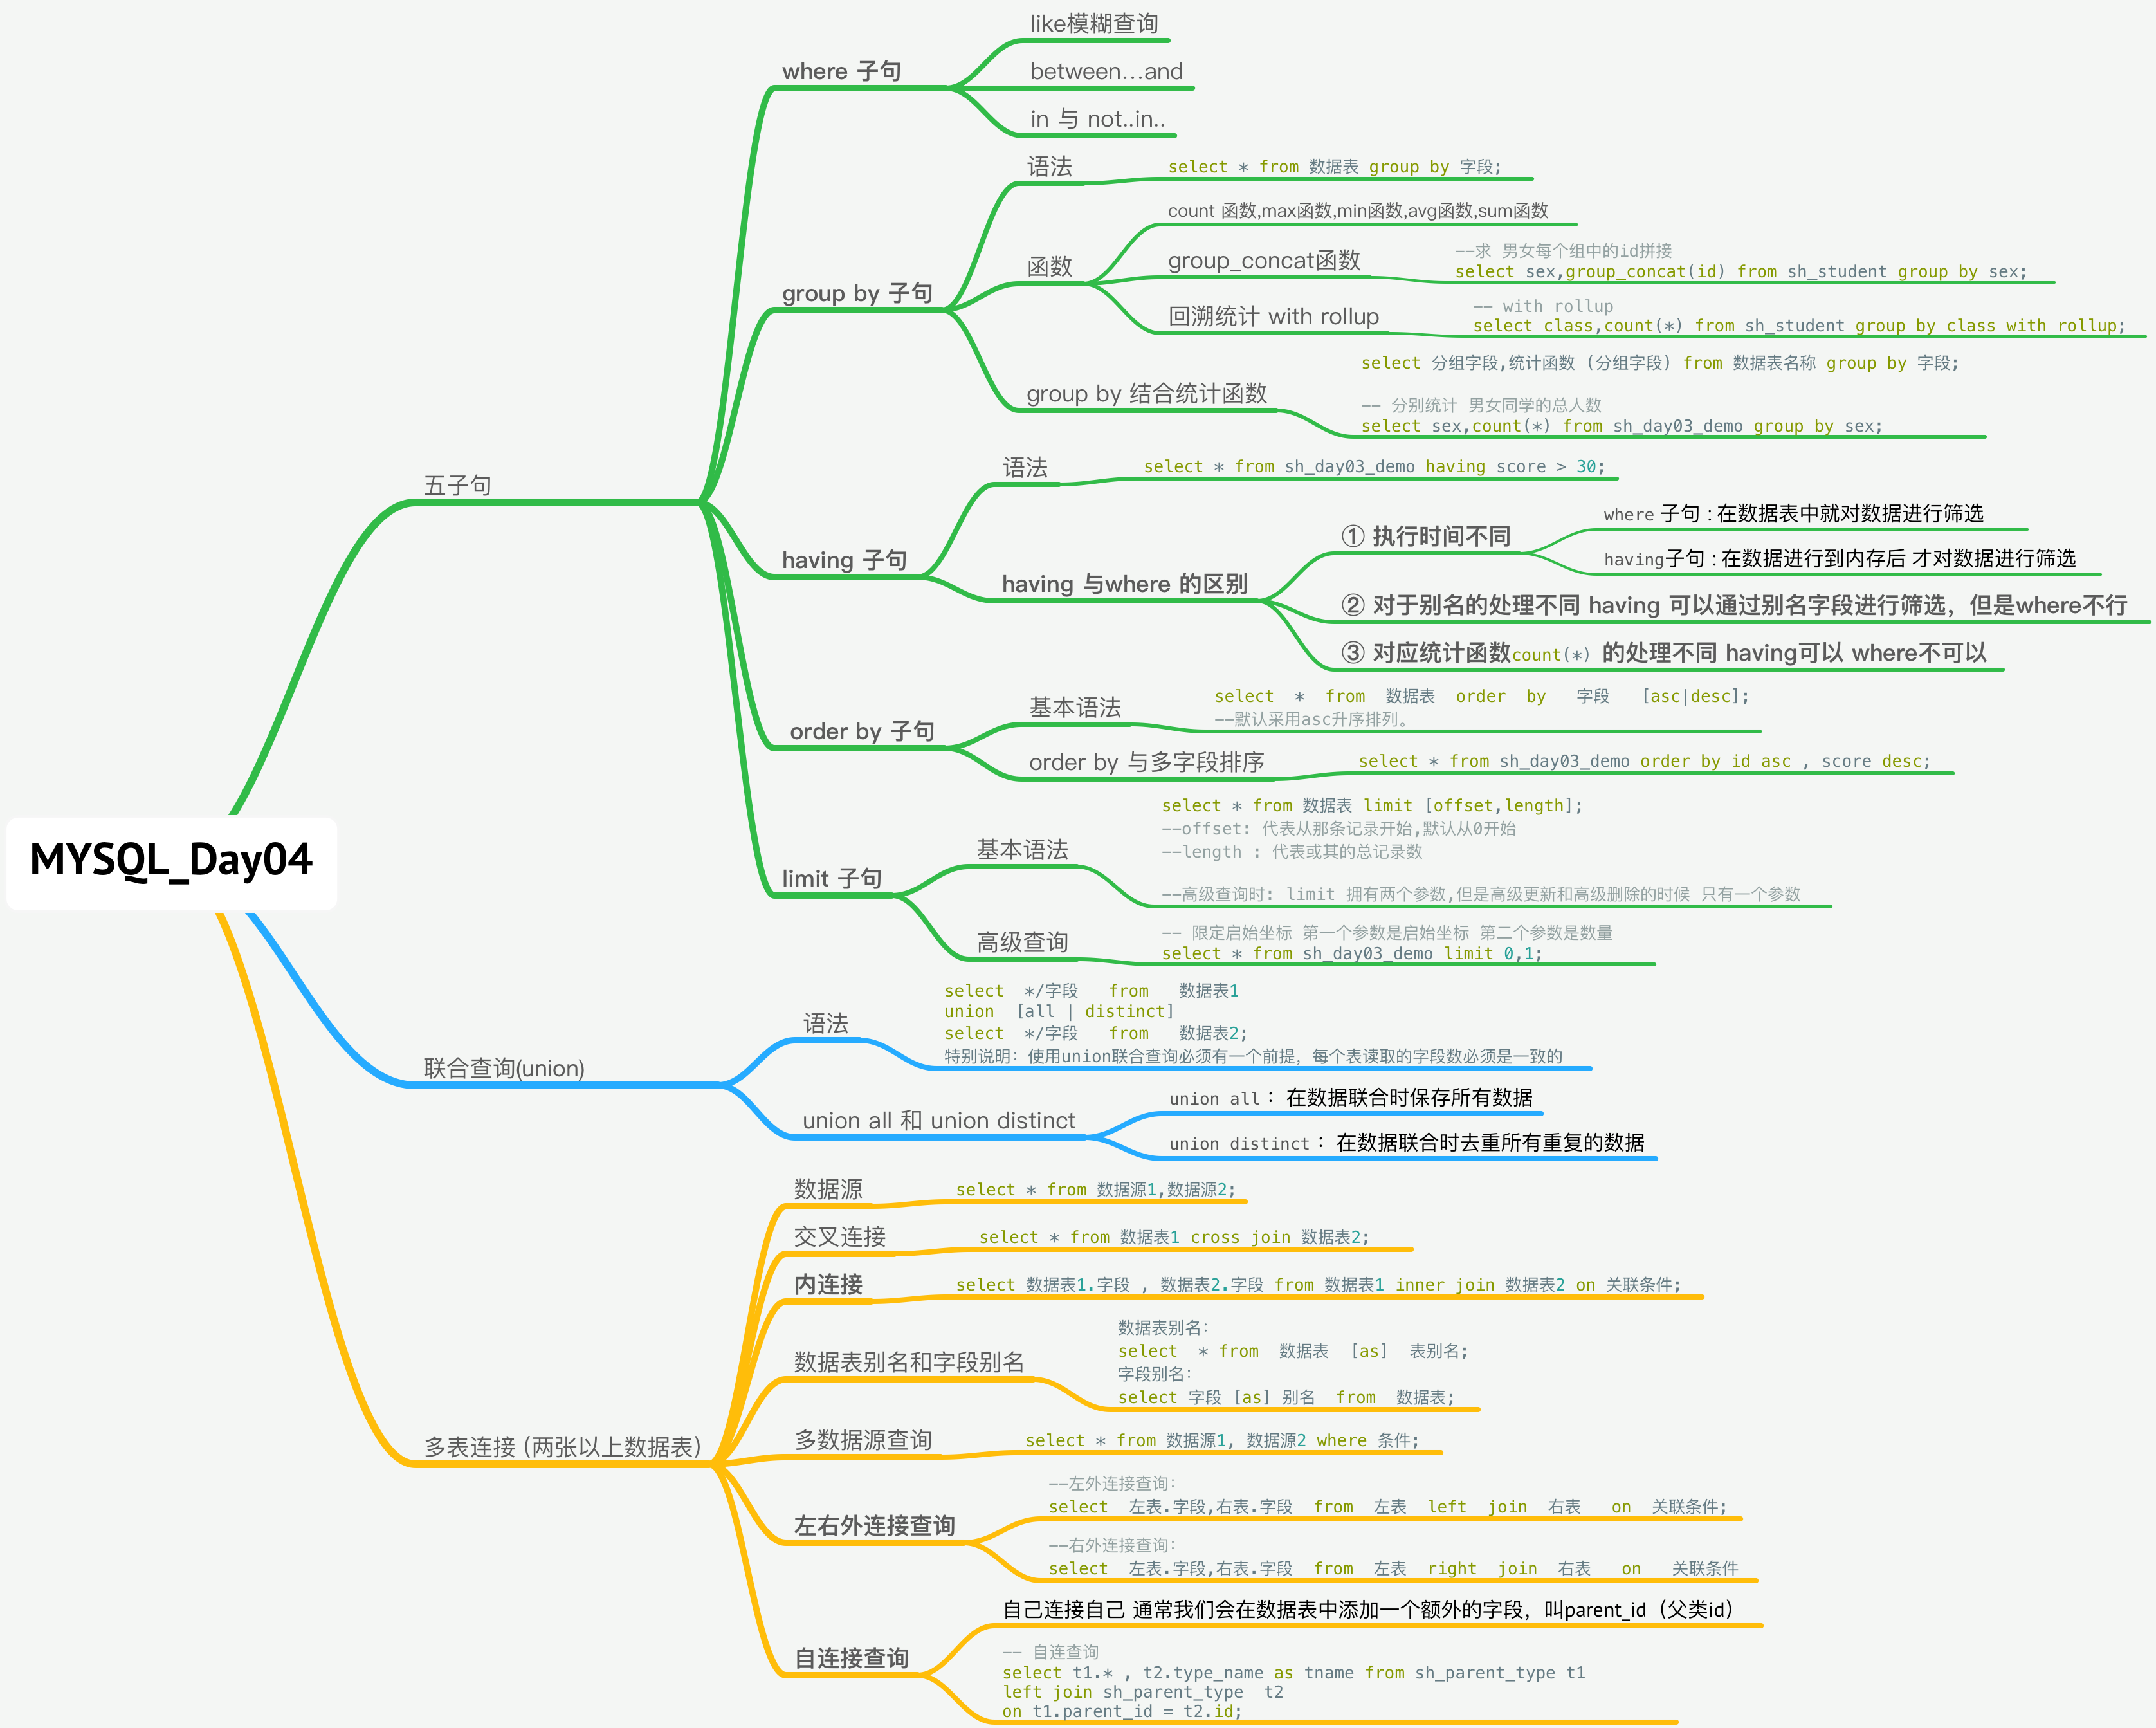 MYSQL_Day04
五子句
where 子句
like模糊查询
between...and
in 与 not..in..
group by 子句
语法
select * from 数据表 group by 字段;
函数
count 函数,max函数,min函数,avg函数,sum函数
group_concat函数
--求 男女每个组中的id拼接
select sex,group_concat(id) from sh_student group by sex;
回溯统计 with rollup
-- with rollup
select class,count(*) from sh_student group by class with rollup;
group by 结合统计函数
select 分组字段,统计函数 (分组字段) from 数据表名称 group by 字段;
-- 分别统计 男女同学的总人数
select sex,count(*) from sh_day03_demo group by sex;
having 子句
语法
select * from sh_day03_demo having score > 30;
having 与where 的区别
① 执行时间不同
where 子句 : 在数据表中就对数据进行筛选
having子句 : 在数据进行到内存后 才对数据进行筛选
② 对于别名的处理不同 having 可以通过别名字段进行筛选，但是where不行
③ 对应统计函数count(*) 的处理不同 having可以 where不可以
order by 子句
基本语法
select * from 数据表 order by 字段 [asc|desc];
--默认采用asc升序排列。
order by 与多字段排序
select * from sh_day03_demo order by id asc , score desc;
limit 子句
基本语法
select * from 数据表 limit [offset,length];
--offset: 代表从那条记录开始,默认从0开始
--length : 代表或其的总记录数
--高级查询时: limit 拥有两个参数,但是高级更新和高级删除的时候 只有一个参数
高级查询
-- 限定启始坐标 第一个参数是启始坐标 第二个参数是数量
select * from sh_day03_demo limit 0,1;
联合查询(union)
语法
select */字段 from 数据表1
union [all | distinct]
select */字段 from 数据表2;
特别说明：使用union联合查询必须有一个前提，每个表读取的字段数必须是一致的
union all 和 union distinct
union all： 在数据联合时保存所有数据
union distinct： 在数据联合时去重所有重复的数据
多表连接 (两张以上数据表)
数据源
select * from 数据源1,数据源2;
交叉连接
select * from 数据表1 cross join 数据表2;
内连接
select 数据表1.字段 , 数据表2.字段 from 数据表1 inner join 数据表2 on 关联条件;
数据表别名和字段别名
数据表别名：
select * from 数据表 [as] 表别名;
字段别名：
select 字段 [as] 别名 from 数据表;
多数据源查询
select * from 数据源1, 数据源2 where 条件;
左右外连接查询
--左外连接查询：
select 左表.字段,右表.字段 from 左表 left join 右表 on 关联条件;
--右外连接查询：
select 左表.字段,右表.字段 from 左表 right join 右表 on 关联条件
自连接查询
自己连接自己 通常我们会在数据表中添加一个额外的字段，叫parent_id（父类id）
-- 自连查询
select t1.* , t2.type_name as tname from sh_parent_type t1
left join sh_parent_type t2
on t1.parent_id = t2.id;